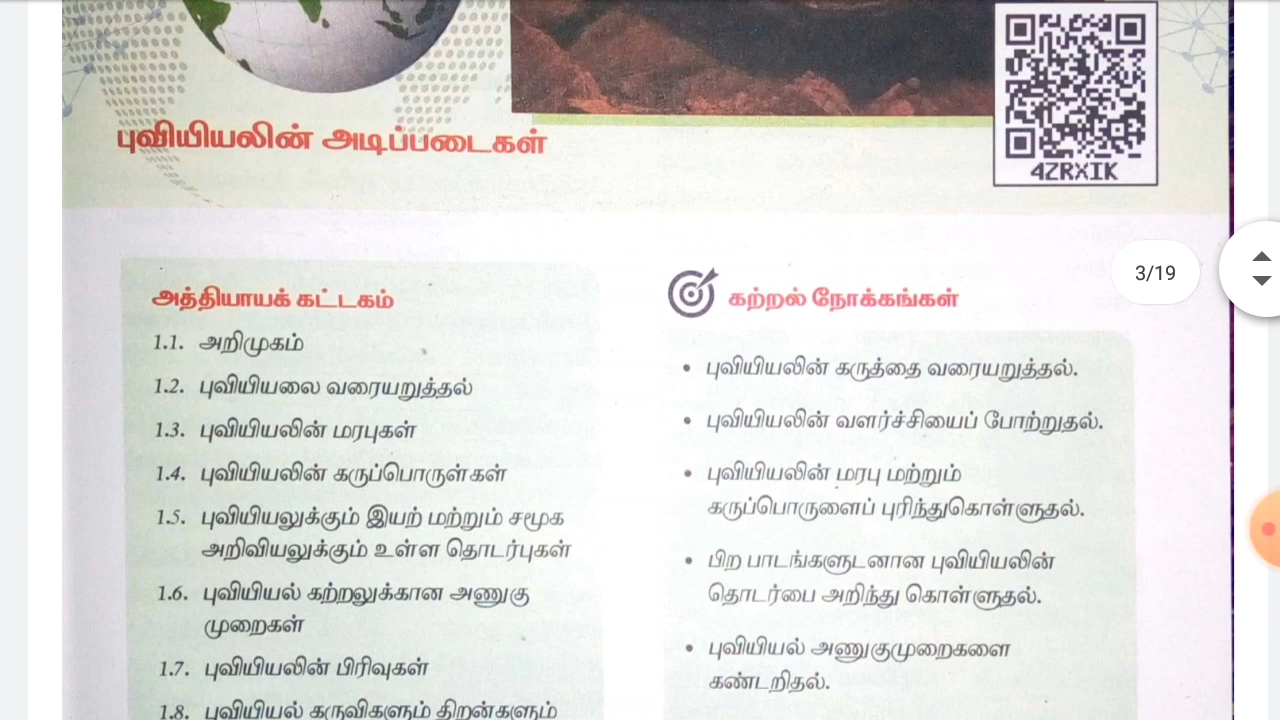 4ZRXIK
புவியியலின் அடிப்படைகள்
3/19
அத்தியாயக் கட்டகம்
1.1. அறிமுகம்
1.2. புவியியலை வரையறுத்தல்
1.3. புவியியலின் மரபுகள்
1.4. புவியியலின் கருப்பொருள்கள்
1.5. புவியியலுக்கும் இயற் மற்றும் சமூக
அறிவியலுக்கும் உள்ள தொடர்புகள்
1.6. புவியியல் கற்றலுக்கான அணுகு
முறைகள்
1.7. புவியியலின் பிரிவுகள்
1.8. புவியியல் கருவிகளும் திறன்களும்
கற்றல் நோக்கங்கள்
• புவியியலின் கருத்தை வரையறுத்தல்.
• புவியியலின் வளர்ச்சியைப் போற்றுதல்.
• புவியியலின் மரபு மற்றும்
கருப்பொருளைப் புரிந்துகொள்ளுதல்.
• பிற பாடங்களுடனான புவியியலின்
தொடர்பை அறிந்து கொள்ளுதல்.
• புவியியல் அணுகுமுறைகளை
கண்டறிதல்.